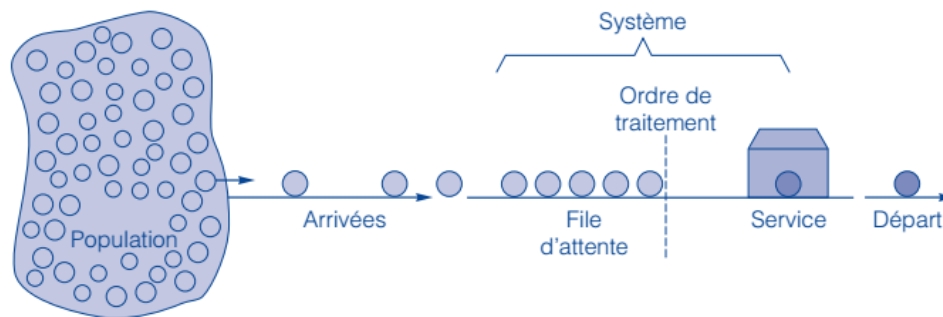 Système
Ordre de
traitement
Population
Arrivées
File
d'attente
Service
Départ